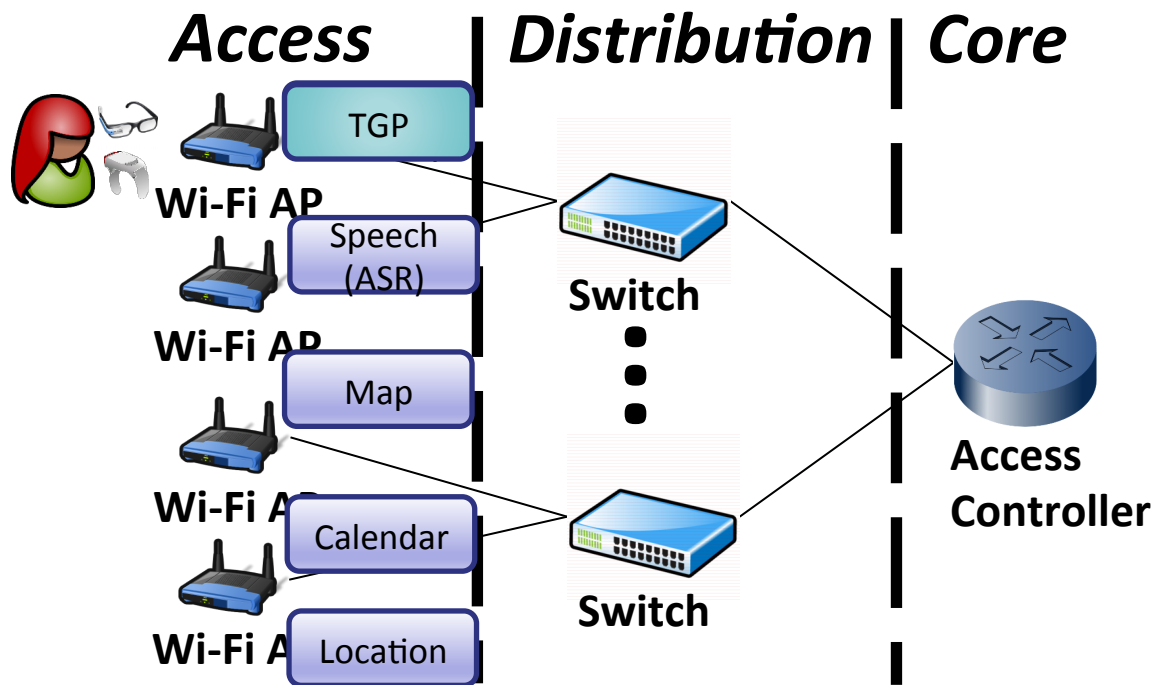 Access
Distribution
Core
TGP
Wi-Fi AP
Speech
(ASR)
Switch
Wi-Fi AP
Map
Access
Controller
Wi-Fi AP
Calendar
Switch
Wi-Fi A
Location